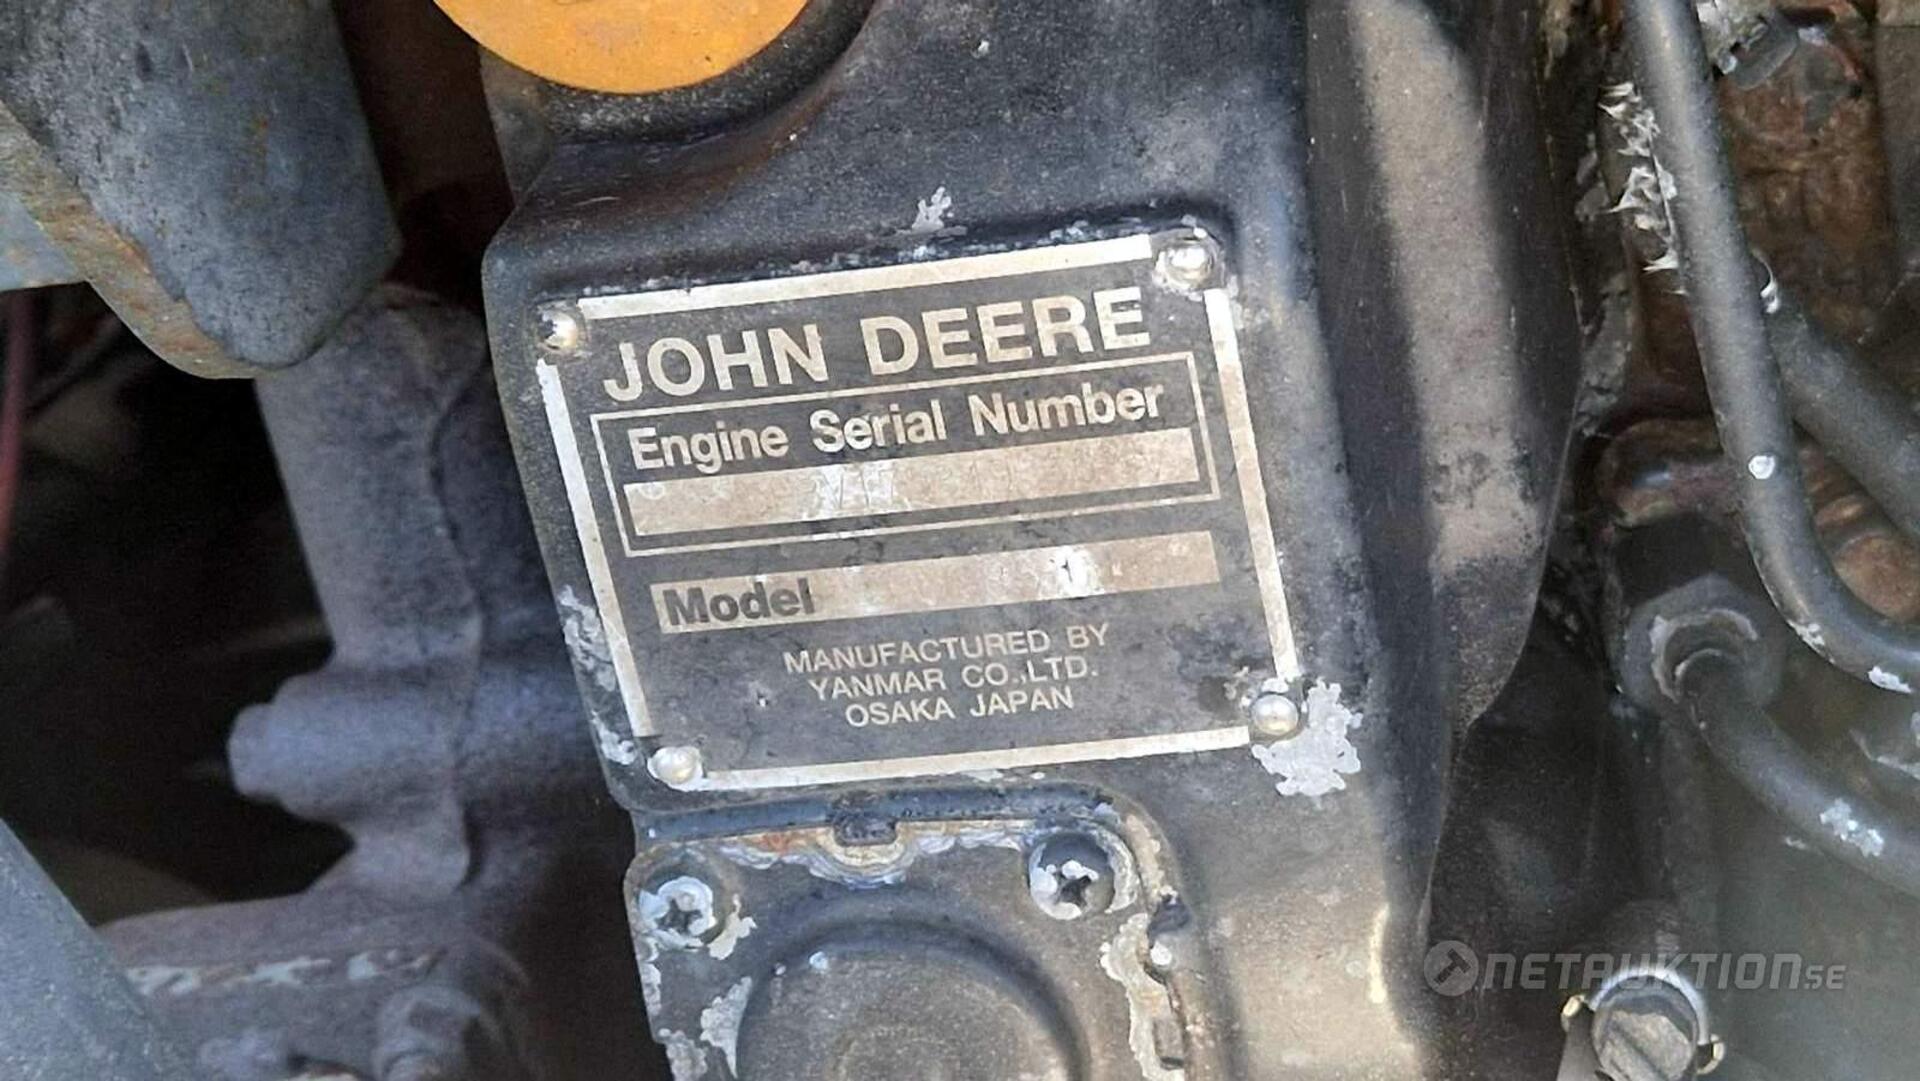 JOHN DEERE
Engine Serial Number
Model
MANUFACTURED BY
YANMAR CO.,LTD.
OSAKA JAPAN
NETAUKTION.SE